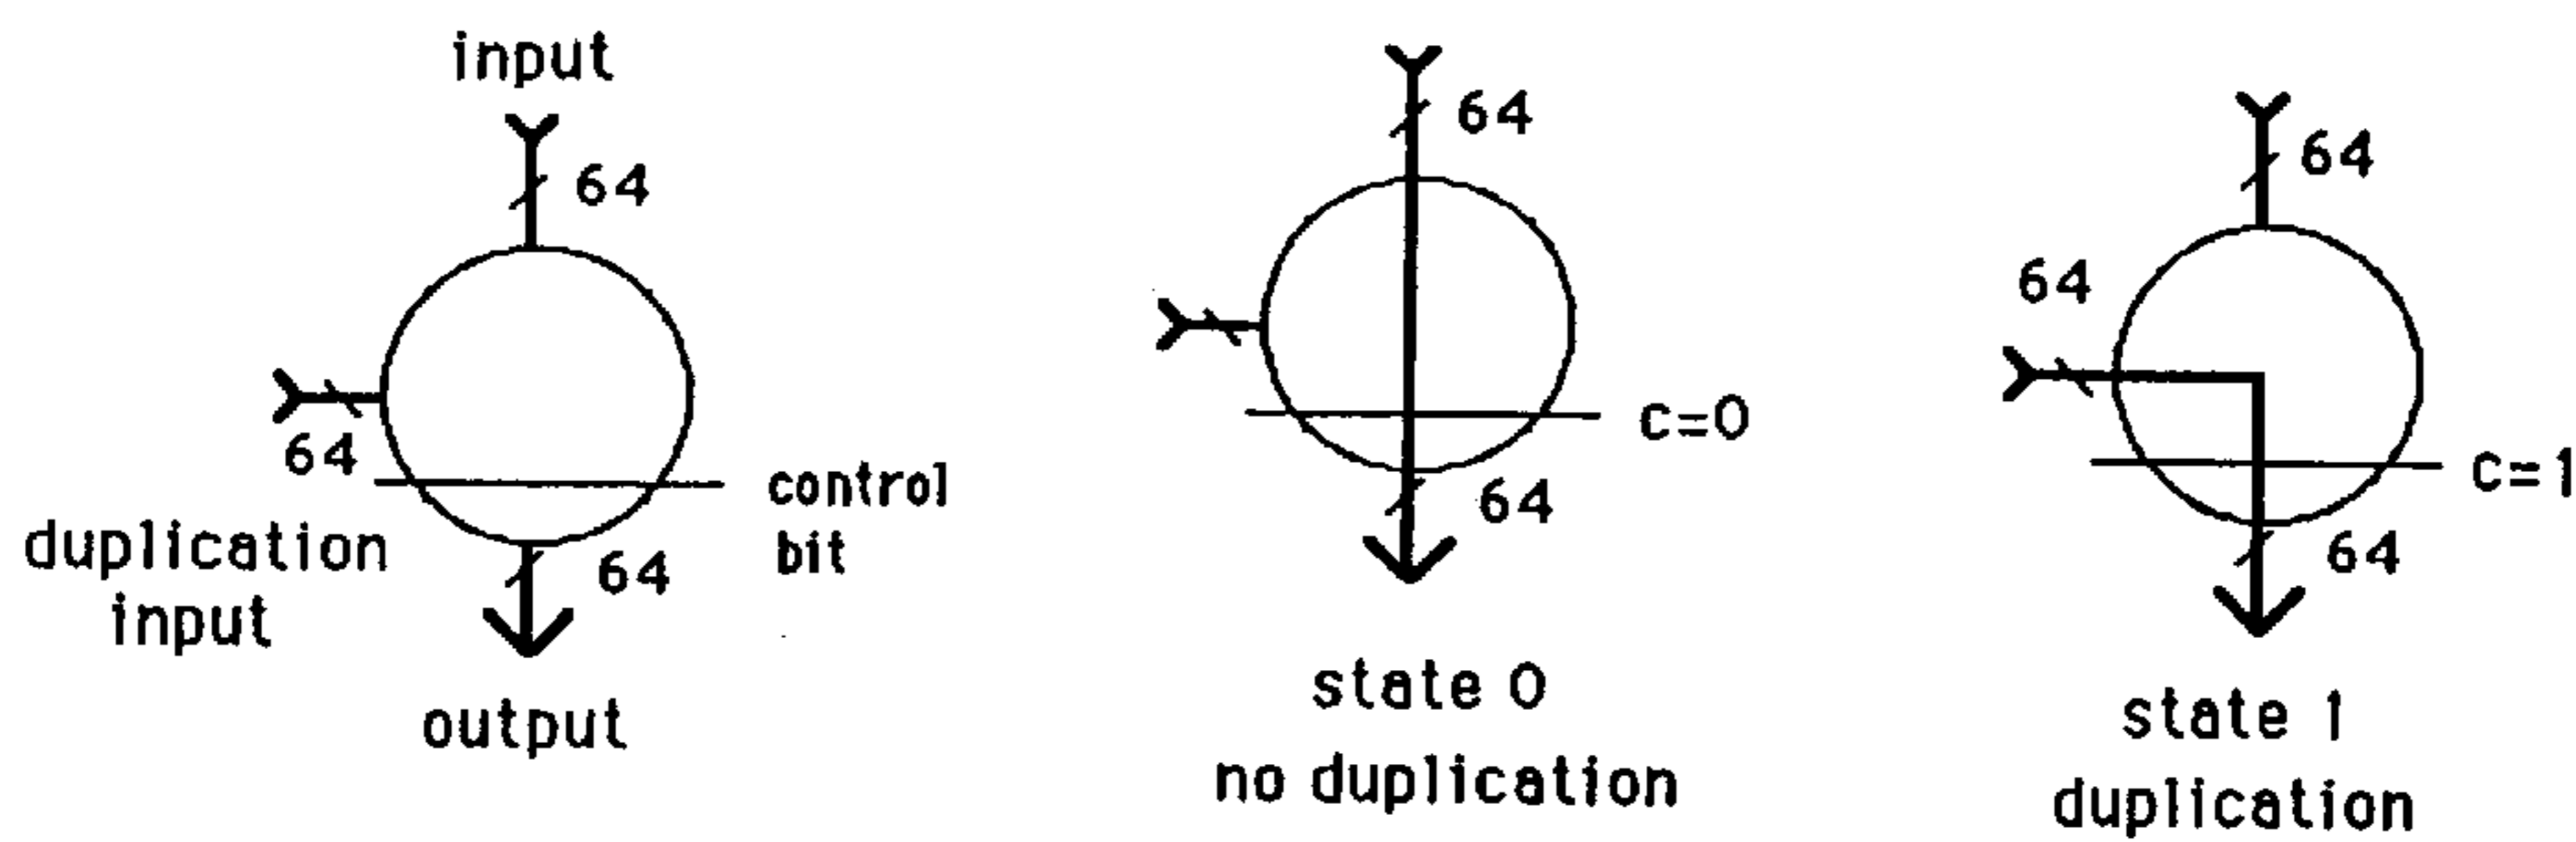 input
64
64
duplication
input
control
bit
64
output
64
c=0
64
state 0
no duplication
64
64
c=1
64
state 1
duplication